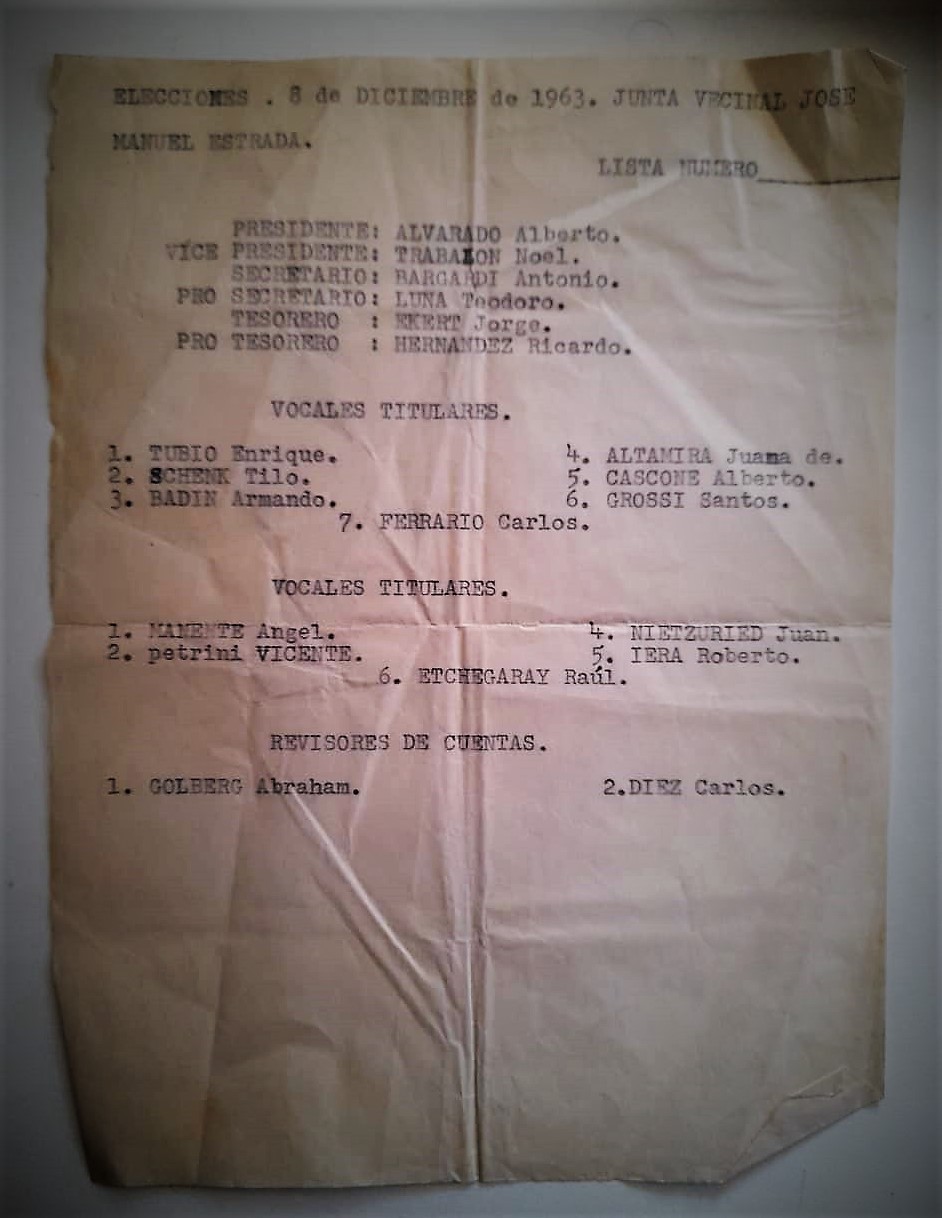 ELECCIONES . 8 de DICIEMBRE de 1963. JUNTA VECINAL JOSE
MANUEL ESTRADA.
LISTA NUMERO___________
PRESIDENTE: ALVARADO Alberto.
VICE PRESIDENTE: TRABALON Noel.
SECRETARIO: BARGARDI Antonio.
PRO SECRETARIO: LUNA Teodoro.
TESORERO : EKERT Jorge.
PRO TESORERO : HERNANDEZ Ricardo.
VOCALES TITULARES.
1. TUBIO Enrique. 4. ALTAMIRA Juana de.
2. SCHENK Tilo. 5. CASCONE Alberto.
3. BADIN Armando. 6. GROSSI Santos.
7. FERRARIO Carlos.
VOCALES TITULARES.
1. MANENTE Angel. 4. NIETZURIED Juan.
2. petrini VICENTE. 5. IERA Roberto.
6. ETCHEGARAY Raúl.
REVISORES DE CUENTAS.
1. GOLBERG Abraham. 2.DIEZ Carlos.